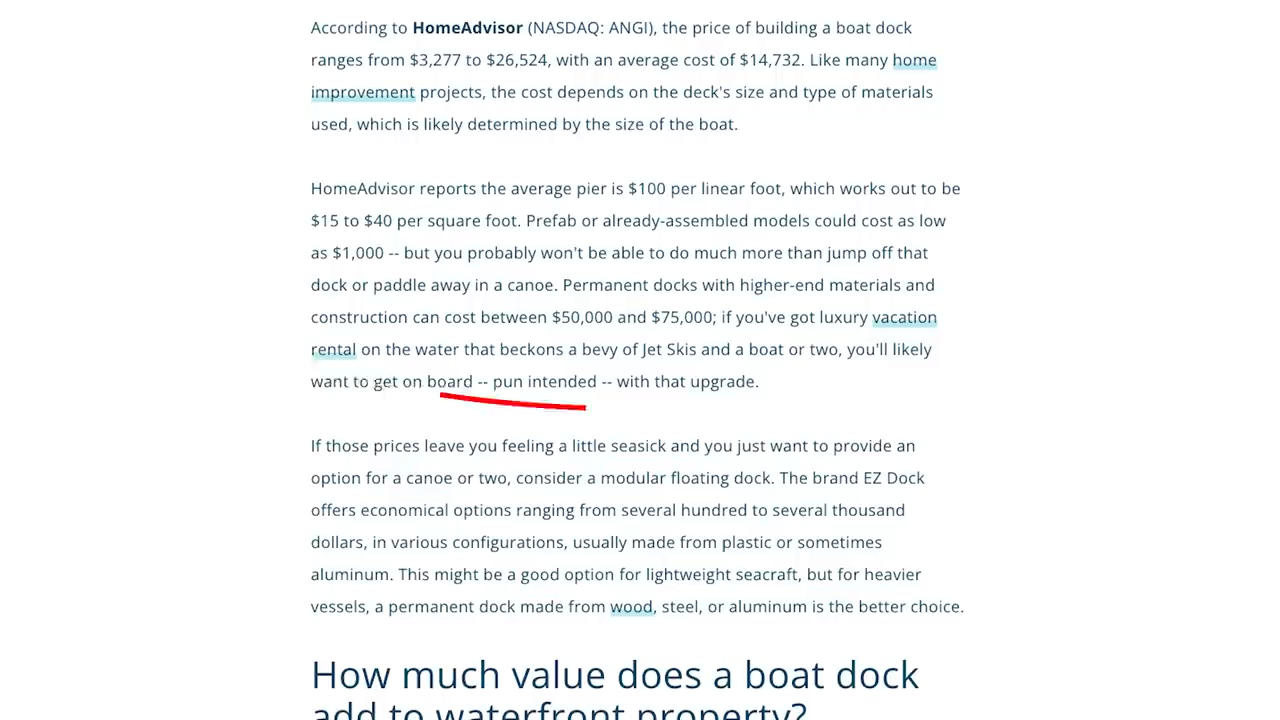 According to HomeAdvisor (NASDAQ: ANGI), the price of building a boat dock
ranges from $3,277 to $26,524, with an average cost of $14,732. Like many home
improvement projects, the cost depends on the deck's size and type of materials
used, which is likely determined by the size of the boat.
HomeAdvisor reports the average pier is $100 per linear foot, which works out to be
$15 to $40 per square foot. Prefab or already-assembled models could cost as low
as $1,000 -- but you probably won't be able to do much more than jump off that
dock or paddle away in a canoe. Permanent docks with higher-end materials and
construction can cost between $50,000 and $75,000; if you've got luxury vacation
rental on the water that beckons a bevy of Jet Skis and a boat or two, you'll likely
want to get on board -- pun intended -- with that upgrade.
If those prices leave you feeling a little seasick and you just want to provide an
option for a canoe or two, consider a modular floating dock. The brand EZ Dock
offers economical options ranging from several hundred to several thousand
dollars, in various configurations, usually made from plastic or sometimes
aluminum. This might be a good option for lightweight seacraft, but for heavier
vessels, a permanent dock made from wood, steel, or aluminum is the better choice.
How much value does a boat dock
add to waterfront property?